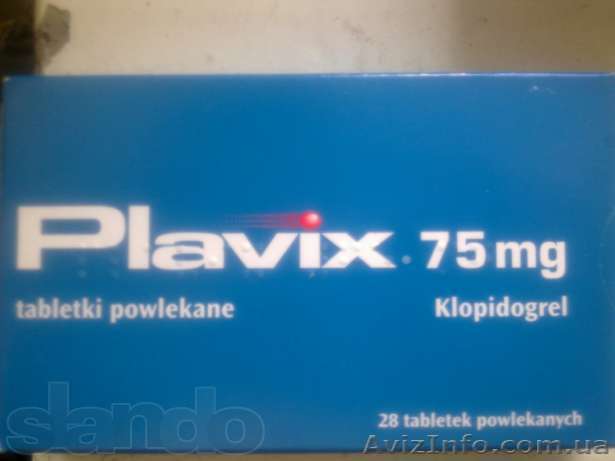 Plavix 75 mg
tabletki powlekane Klopidogrel
28 tabletek powlekanych
slando
AvizInfo.com.ua